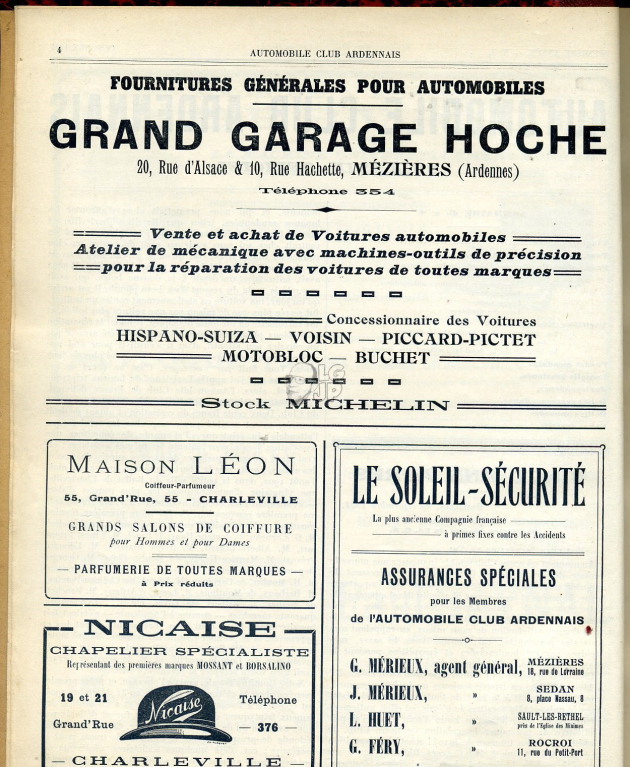 4
AUTOMOBILE CLUB ARDENNAIS
FOURNITURES GÉNÉRALES POUR AUTOMOBILES
GRAND GARAGE HOCHE
20, Rue d'Alsace & 10, Rue Hachette, MÉZIÈRES (Ardennes)
Téléphone 354
Vente et achat de Voitures automobiles
Atelier de mécanique avec machines-outils de précision
pour la réparation des voitures de toutes marques
Concessionnaire des Voitures
HISPANO-SUIZA — VOISIN — PICCARD-PICTET
MOTOBLOC — BUCHET
LG
JB
Stock MICHELIN
MAISON LÉON
Coiffeur-Parfumeur
55, Grand'Rue, 55 - CHARLEVILLE
GRANDS SALONS DE COIFFURE
pour Hommes et pour Dames
— PARFUMERIE DE TOUTES MARQUES —
à Prix réduits
NICAISE
CHAPELIER SPÉCIALISTE
Représentant des premières marques MOSSANT et BORSALINO
19 et 21
Grand'Rue
Nicaise
Téléphone
— 376 —
— CHARLEVILLE —
LE SOLEIL-SÉCURITÉ
La plus ancienne Compagnie française
à primes fixes contre les Accidents
ASSURANCES SPÉCIALES
pour les Membres
de l'AUTOMOBILE CLUB ARDENNAIS
G. MÉRIEUX, agent général, MÉZIÈRES
18, rue de Lorraine
J. MÉRIEUX, » SEDAN
8, place Nassau, 8
L. HUET, » SAULT-LES-RETHEL
près de l'Eglise des Minimes
G. FÉRY, » ROCROI
11, rue du Petit-Port